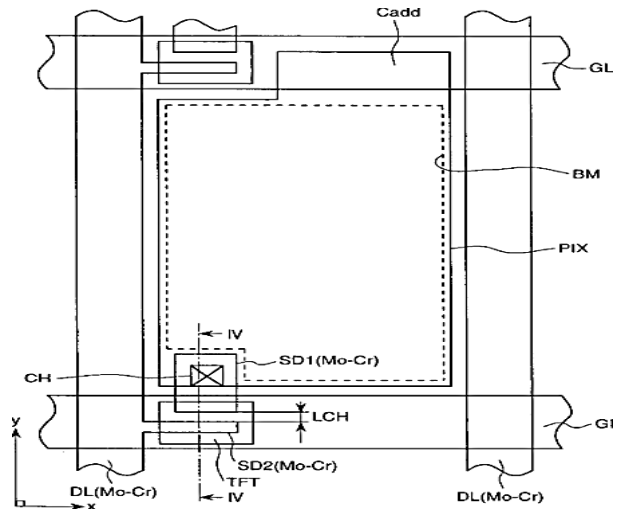 Cadd
GL
BM
PIX
IV
SD1(Mo-Cr)
CH
LCH
GI
y
SD2(Mo-Cr)
TFT
DL(Mo-Cr)
x
IV
DL(Mo-Cr)